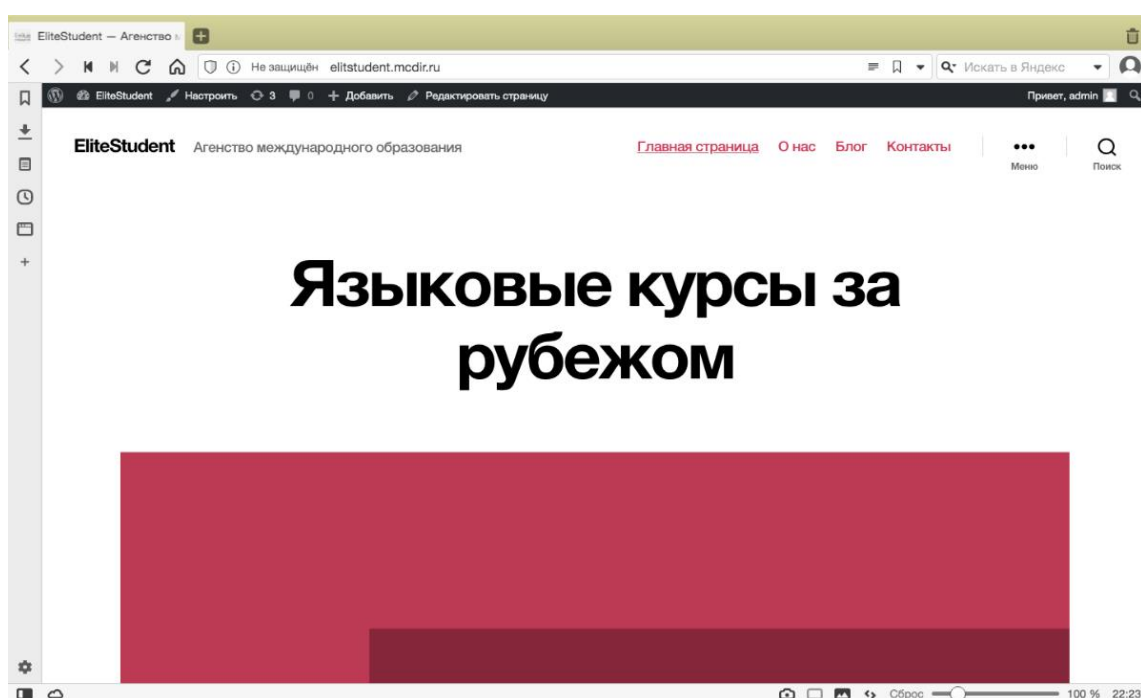 EliteStudent — Агенство
Не защищён elitstudent.mcdir.ru
Искать в Яндекс
EliteStudent Настроить 3 0 Добавить Редактировать страницу Привет, admin
EliteStudent Агенство международного образования Главная страница О нас Блог Контакты
Меню Поиск
Языковые курсы за
рубежом
Сброс 100 % 22:23